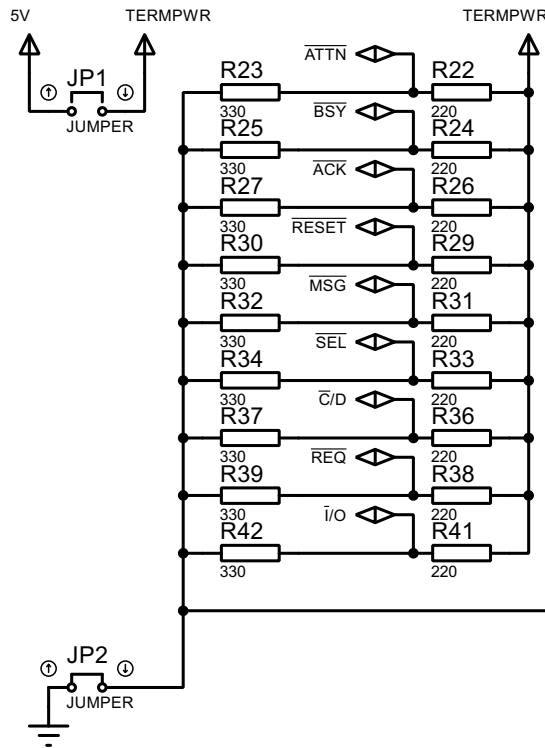 5V
TERMPWR
TERMPWR
JP1
JUMPER
ATTN
R23
330
R22
220
BSY
R25
330
R24
220
ACK
R27
330
R26
220
RESET
R30
330
R29
220
MSG
R32
330
R31
220
SEL
R34
330
R33
220
C/D
R37
330
R36
220
REQ
R39
330
R38
220
I/O
R42
330
R41
220
JP2
JUMPER